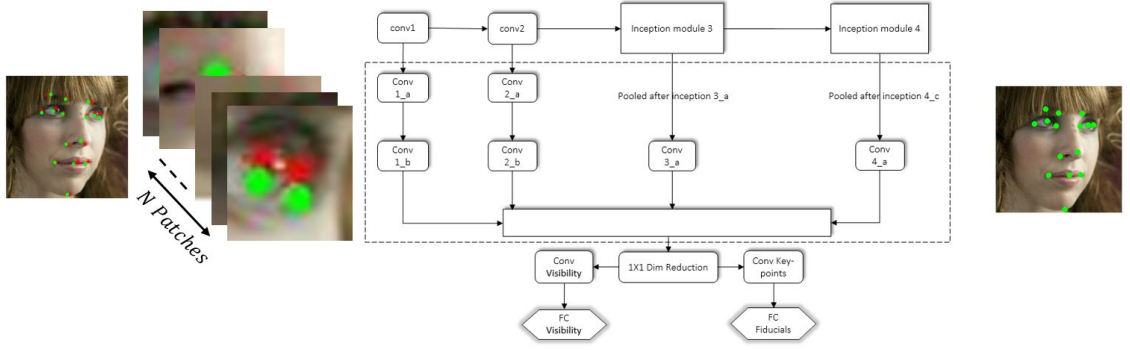 conv1
conv2
Inception module 3
Inception module 4
Conv
1_a
Conv
2_a
Pooled after inception 3_a
Pooled after inception 4_c
Conv
1_b
Conv
2_b
Conv
3_a
Conv
4_a
N Patches
Conv
Visibility
1X1 Dim Reduction
Conv Key-
points
FC
Visibility
FC
Fiducials